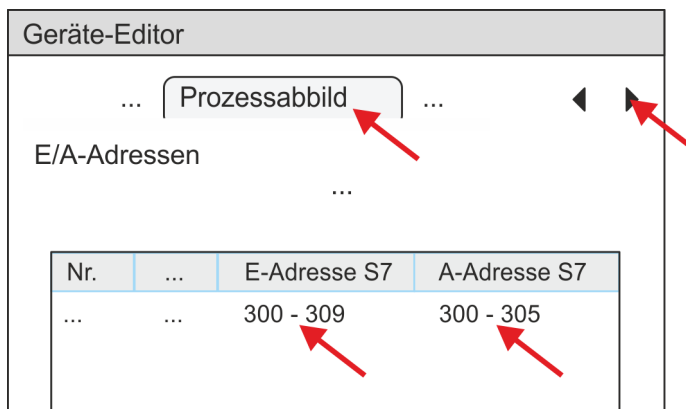 Geräte-Editor
... Prozessabbild ...
E/A-Adressen
...
Nr. ... E-Adresse S7 A-Adresse S7
... ... 300 - 309 300 - 305